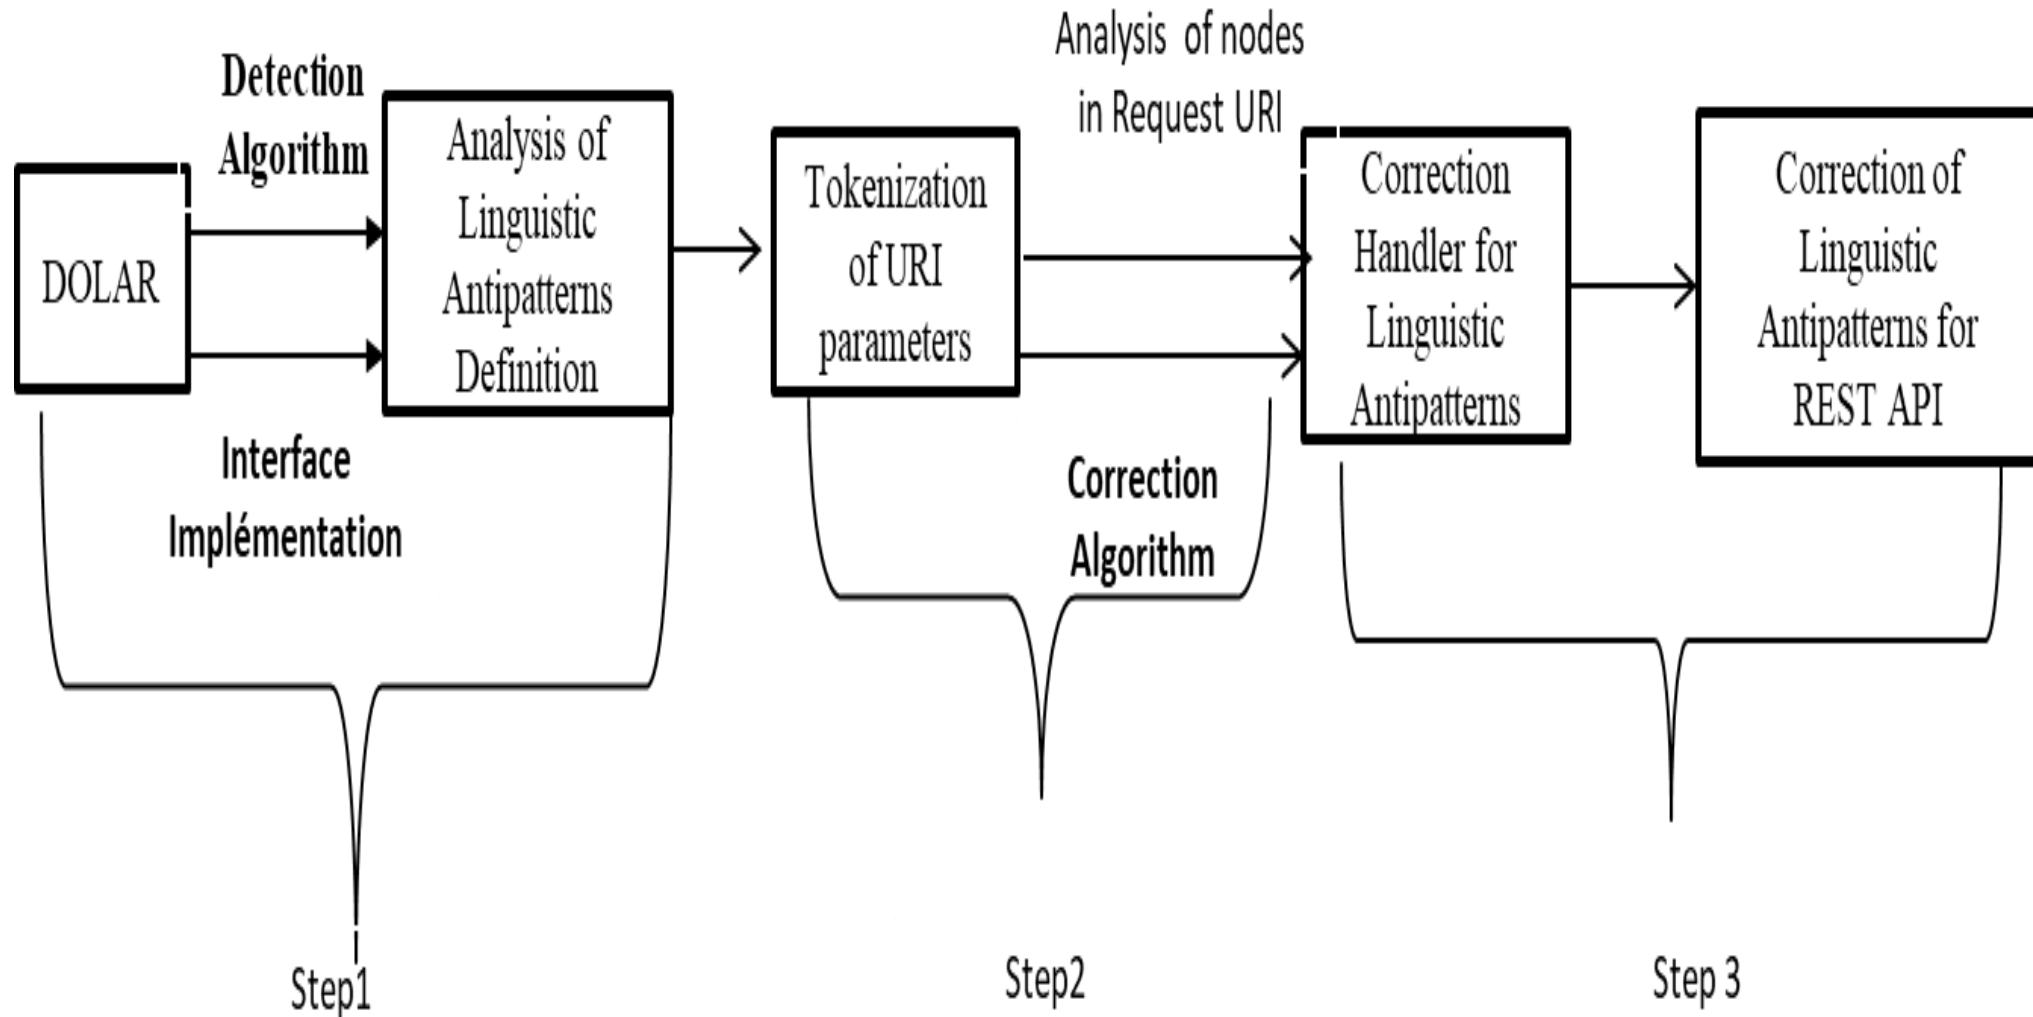 Detection
Algorithm
DOLAR
Interface
Implémentation
Analysis of
Linguistic
Antipatterns
Definition
Tokenization
of URI
parameters
Analysis of nodes
in Request URI
Correction
Algorithm
Correction
Handler for
Linguistic
Antipatterns
Correction of
Linguistic
Antipatterns for
REST API
Step1
Step2
Step 3